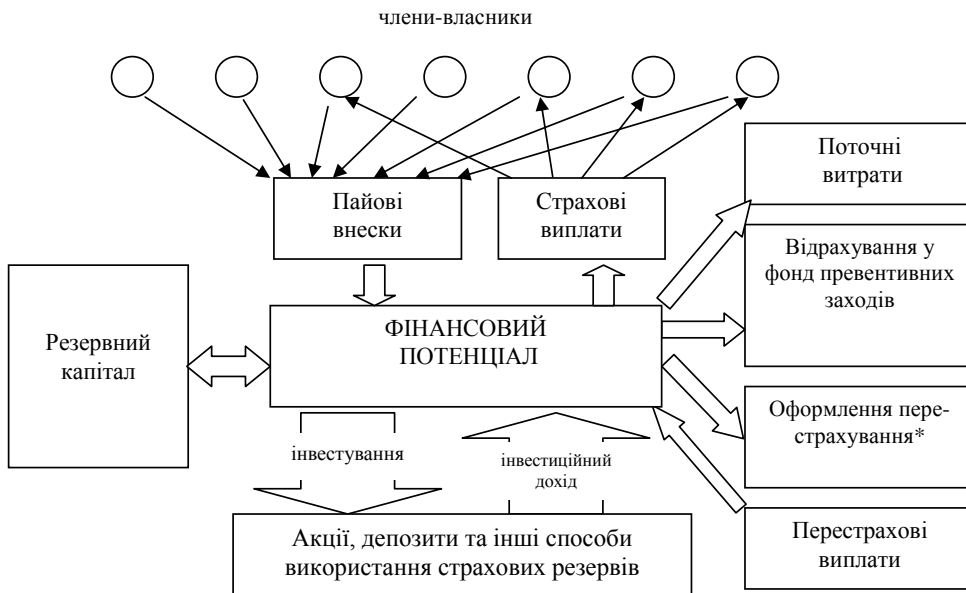 члени-власники
Пайові
внески
Страхові
виплати
Поточні
витрати
Відрахування у
фонд превентивних
заходів
Резервний
капітал
ФІНАНСОВИЙ
ПОТЕНЦІАЛ
Оформлення пере-
страхування*
інвестування
інвестиційний
дохід
Перестрахові
виплати
Акції, депозити та інші способи
використання страхових резервів